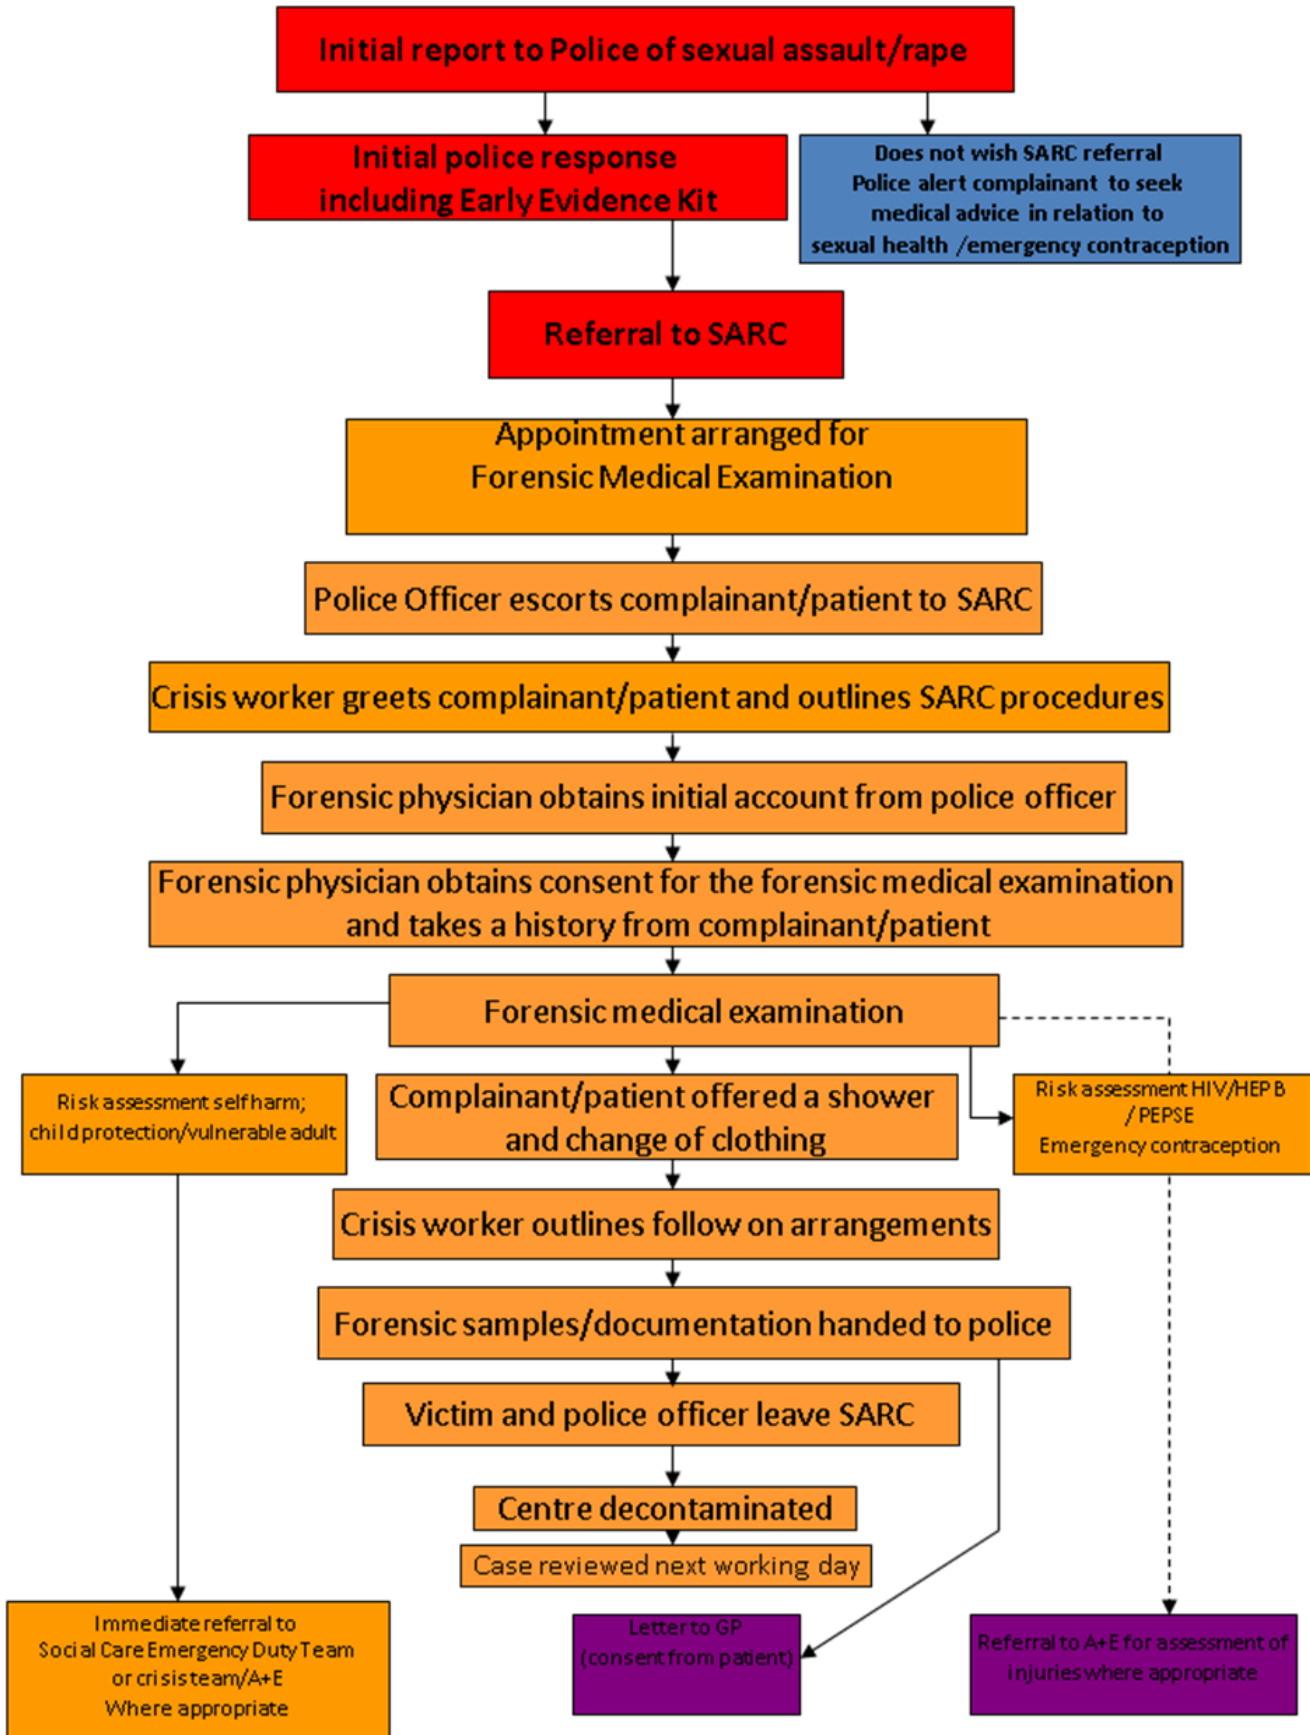 Initial report to Police of sexual assault/rape
Initial police response
including Early Evidence Kit
Does not wish SARC referral
Police alert complainant to seek
medical advice in relation to
sexual health /emergency contraception
Referral to SARC
Appointment arranged for
Forensic Medical Examination
Police Officer escorts complainant/patient to SARC
Crisis worker greets complainant/patient and outlines SARC procedures
Forensic physician obtains initial account from police officer
Forensic physician obtains consent for the forensic medical examination
and takes a history from complainant/patient
Forensic medical examination
Risk assessment self harm;
child protection/vulnerable adult
Complainant/patient offered a shower
and change of clothing
Risk assessment HIV/HEP B
/ PEPSE
Emergency contraception
Crisis worker outlines follow on arrangements
Forensic samples/documentation handed to police
Victim and police officer leave SARC
Centre decontaminated
Case reviewed next working day
Immediate referral to
Social Care Emergency Duty Team
or crisis team/A+E
Where appropriate
Letter to GP
(consent from patient)
Referral to A+E for assessment of
injuries where appropriate